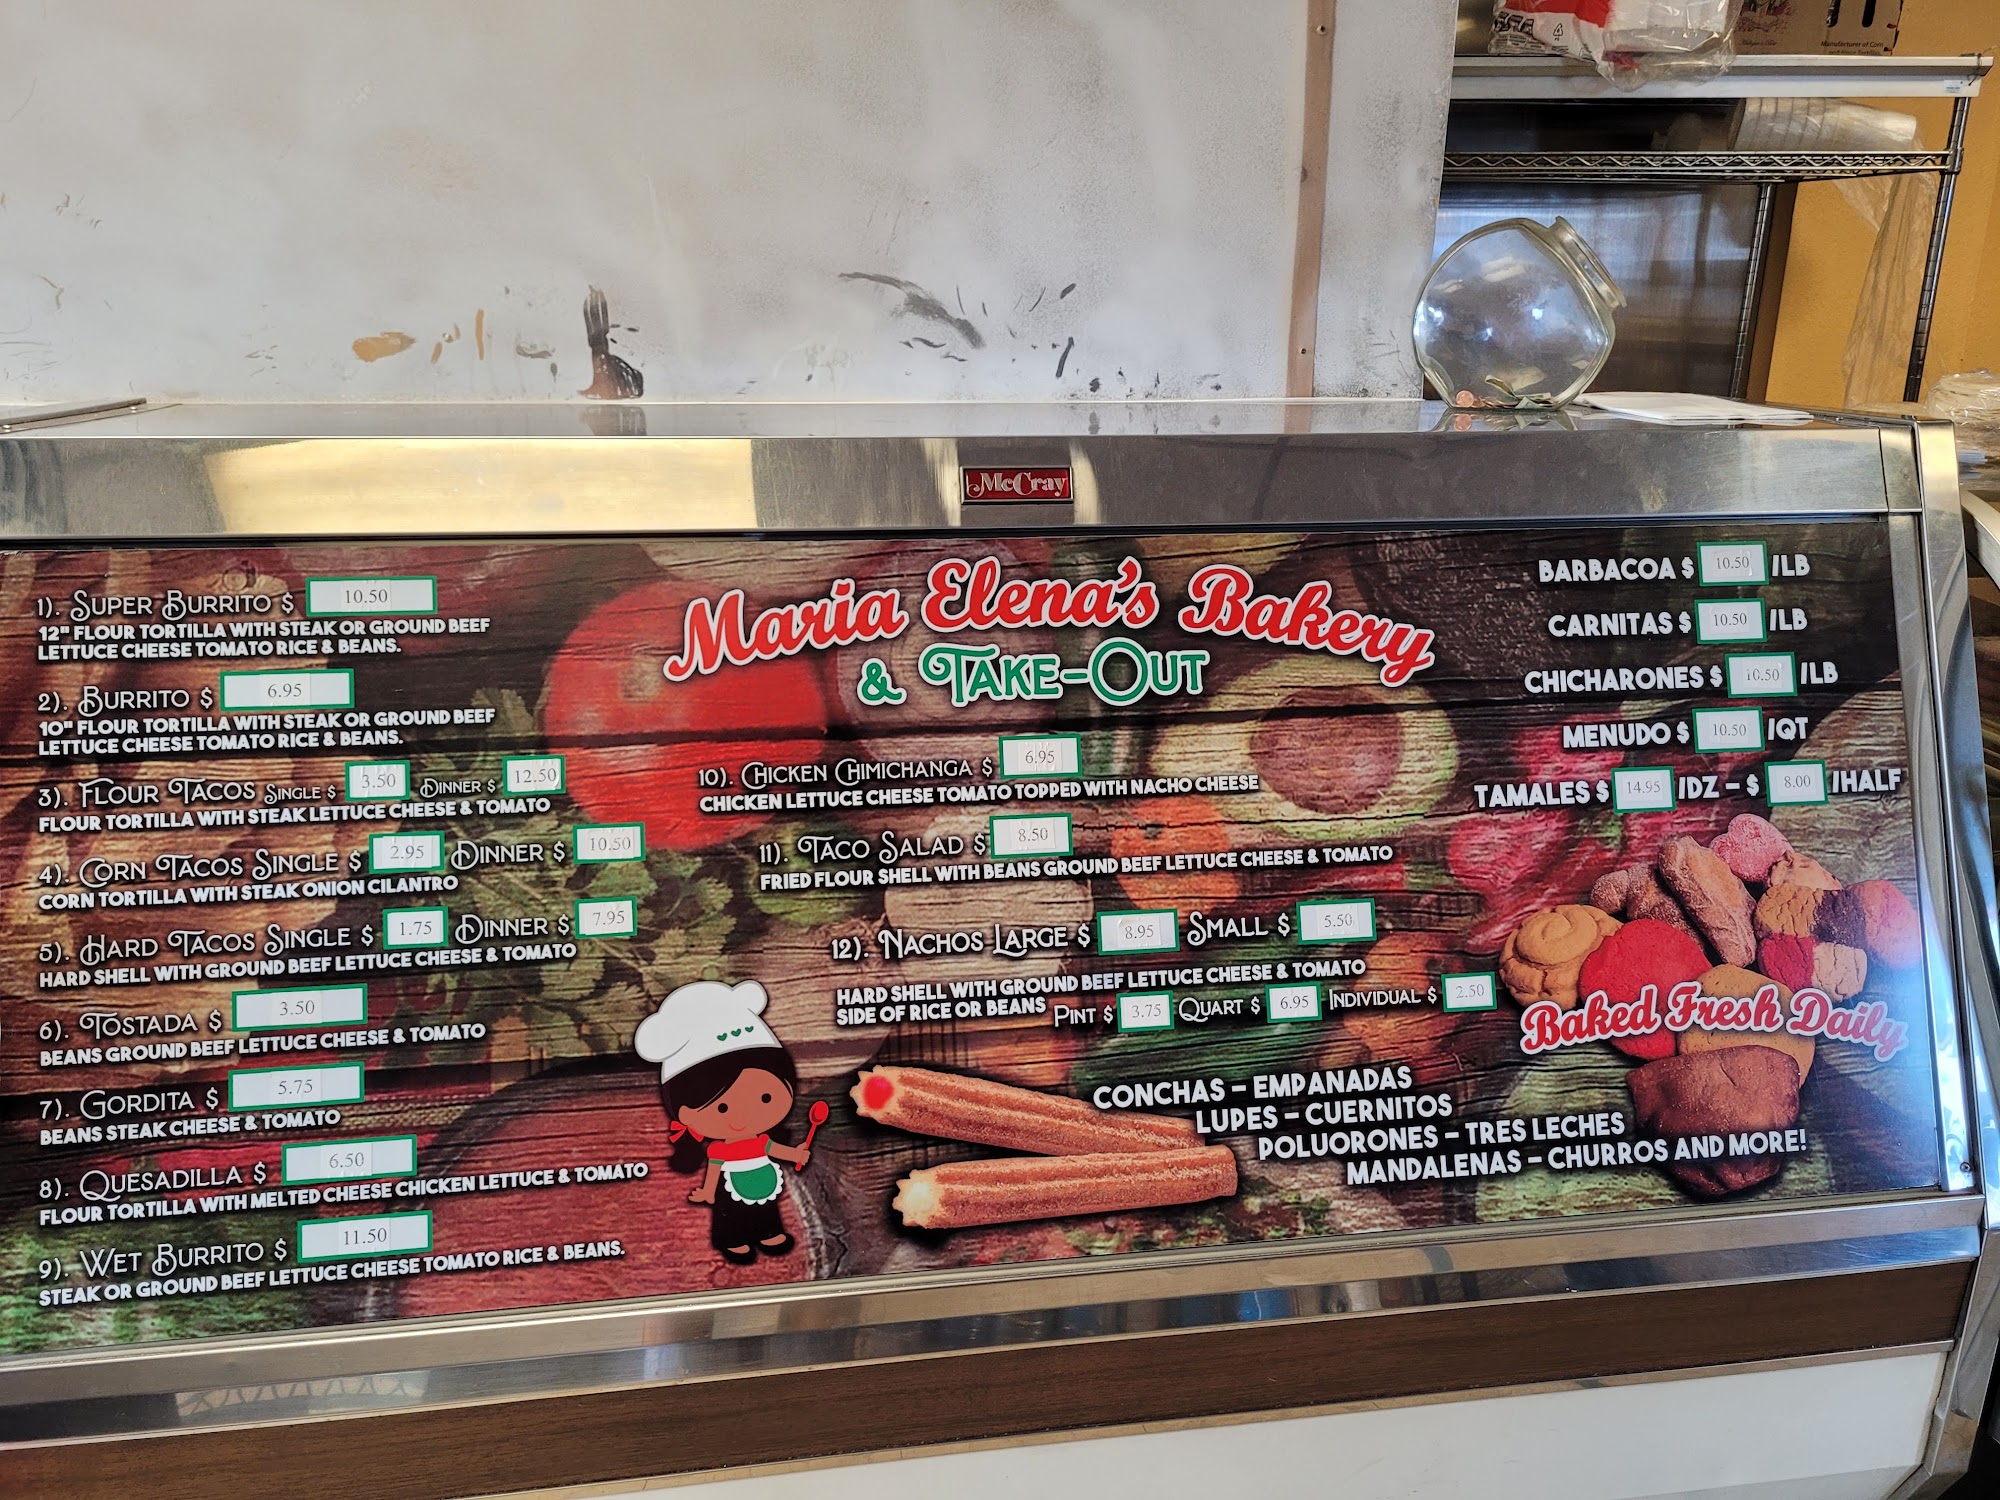 Manufacturer of Corn
McCray
Maria Elena's Bakery
& Take-Out
1). Super Burrito $ 10.50
12" FLOUR TORTILLA WITH STEAK OR GROUND BEEF
LETTUCE CHEESE TOMATO RICE & BEANS.
2). Burrito $ 6.95
10" FLOUR TORTILLA WITH STEAK OR GROUND BEEF
LETTUCE CHEESE TOMATO RICE & BEANS.
3). Flour Tacos Single $ 3.50 Dinner $ 12.50
FLOUR TORTILLA WITH STEAK LETTUCE CHEESE & TOMATO
4). Corn Tacos Single $ 2.95 Dinner $ 10.50
CORN TORTILLA WITH STEAK ONION CILANTRO
5). Hard Tacos Single $ 1.75 Dinner $ 7.95
HARD SHELL WITH GROUND BEEF LETTUCE CHEESE & TOMATO
6). Tostada $ 3.50
BEANS GROUND BEEF LETTUCE CHEESE & TOMATO
7). Gordita $ 5.75
BEANS STEAK CHEESE & TOMATO
8). Quesadilla $ 6.50
FLOUR TORTILLA WITH MELTED CHEESE CHICKEN LETTUCE & TOMATO
9). Wet Burrito $ 11.50
STEAK OR GROUND BEEF LETTUCE CHEESE TOMATO RICE & BEANS.
10). Chicken Chimichanga $ 6.95
CHICKEN LETTUCE CHEESE TOMATO TOPPED WITH NACHO CHEESE
11). Taco Salad $ 8.50
FRIED FLOUR SHELL WITH BEANS GROUND BEEF LETTUCE CHEESE & TOMATO
12). Nachos Large $ 8.95 Small $ 5.50
HARD SHELL WITH GROUND BEEF LETTUCE CHEESE & TOMATO
SIDE OF RICE OR BEANS Pint $ 3.75 Quart $ 6.95 Individual $ 2.50
BARBACOA $ 10.50 /LB
CARNITAS $ 10.50 /LB
CHICHARONES $ 10.50 /LB
MENUDO $ 10.50 /QT
TAMALES $ 14.95 /DZ - $ 8.00 /HALF
Baked Fresh Daily
CONCHAS - EMPANADAS
LUPES - CUERNITOS
POLUORONES - TRES LECHES
MANDALENAS - CHURROS AND MORE!